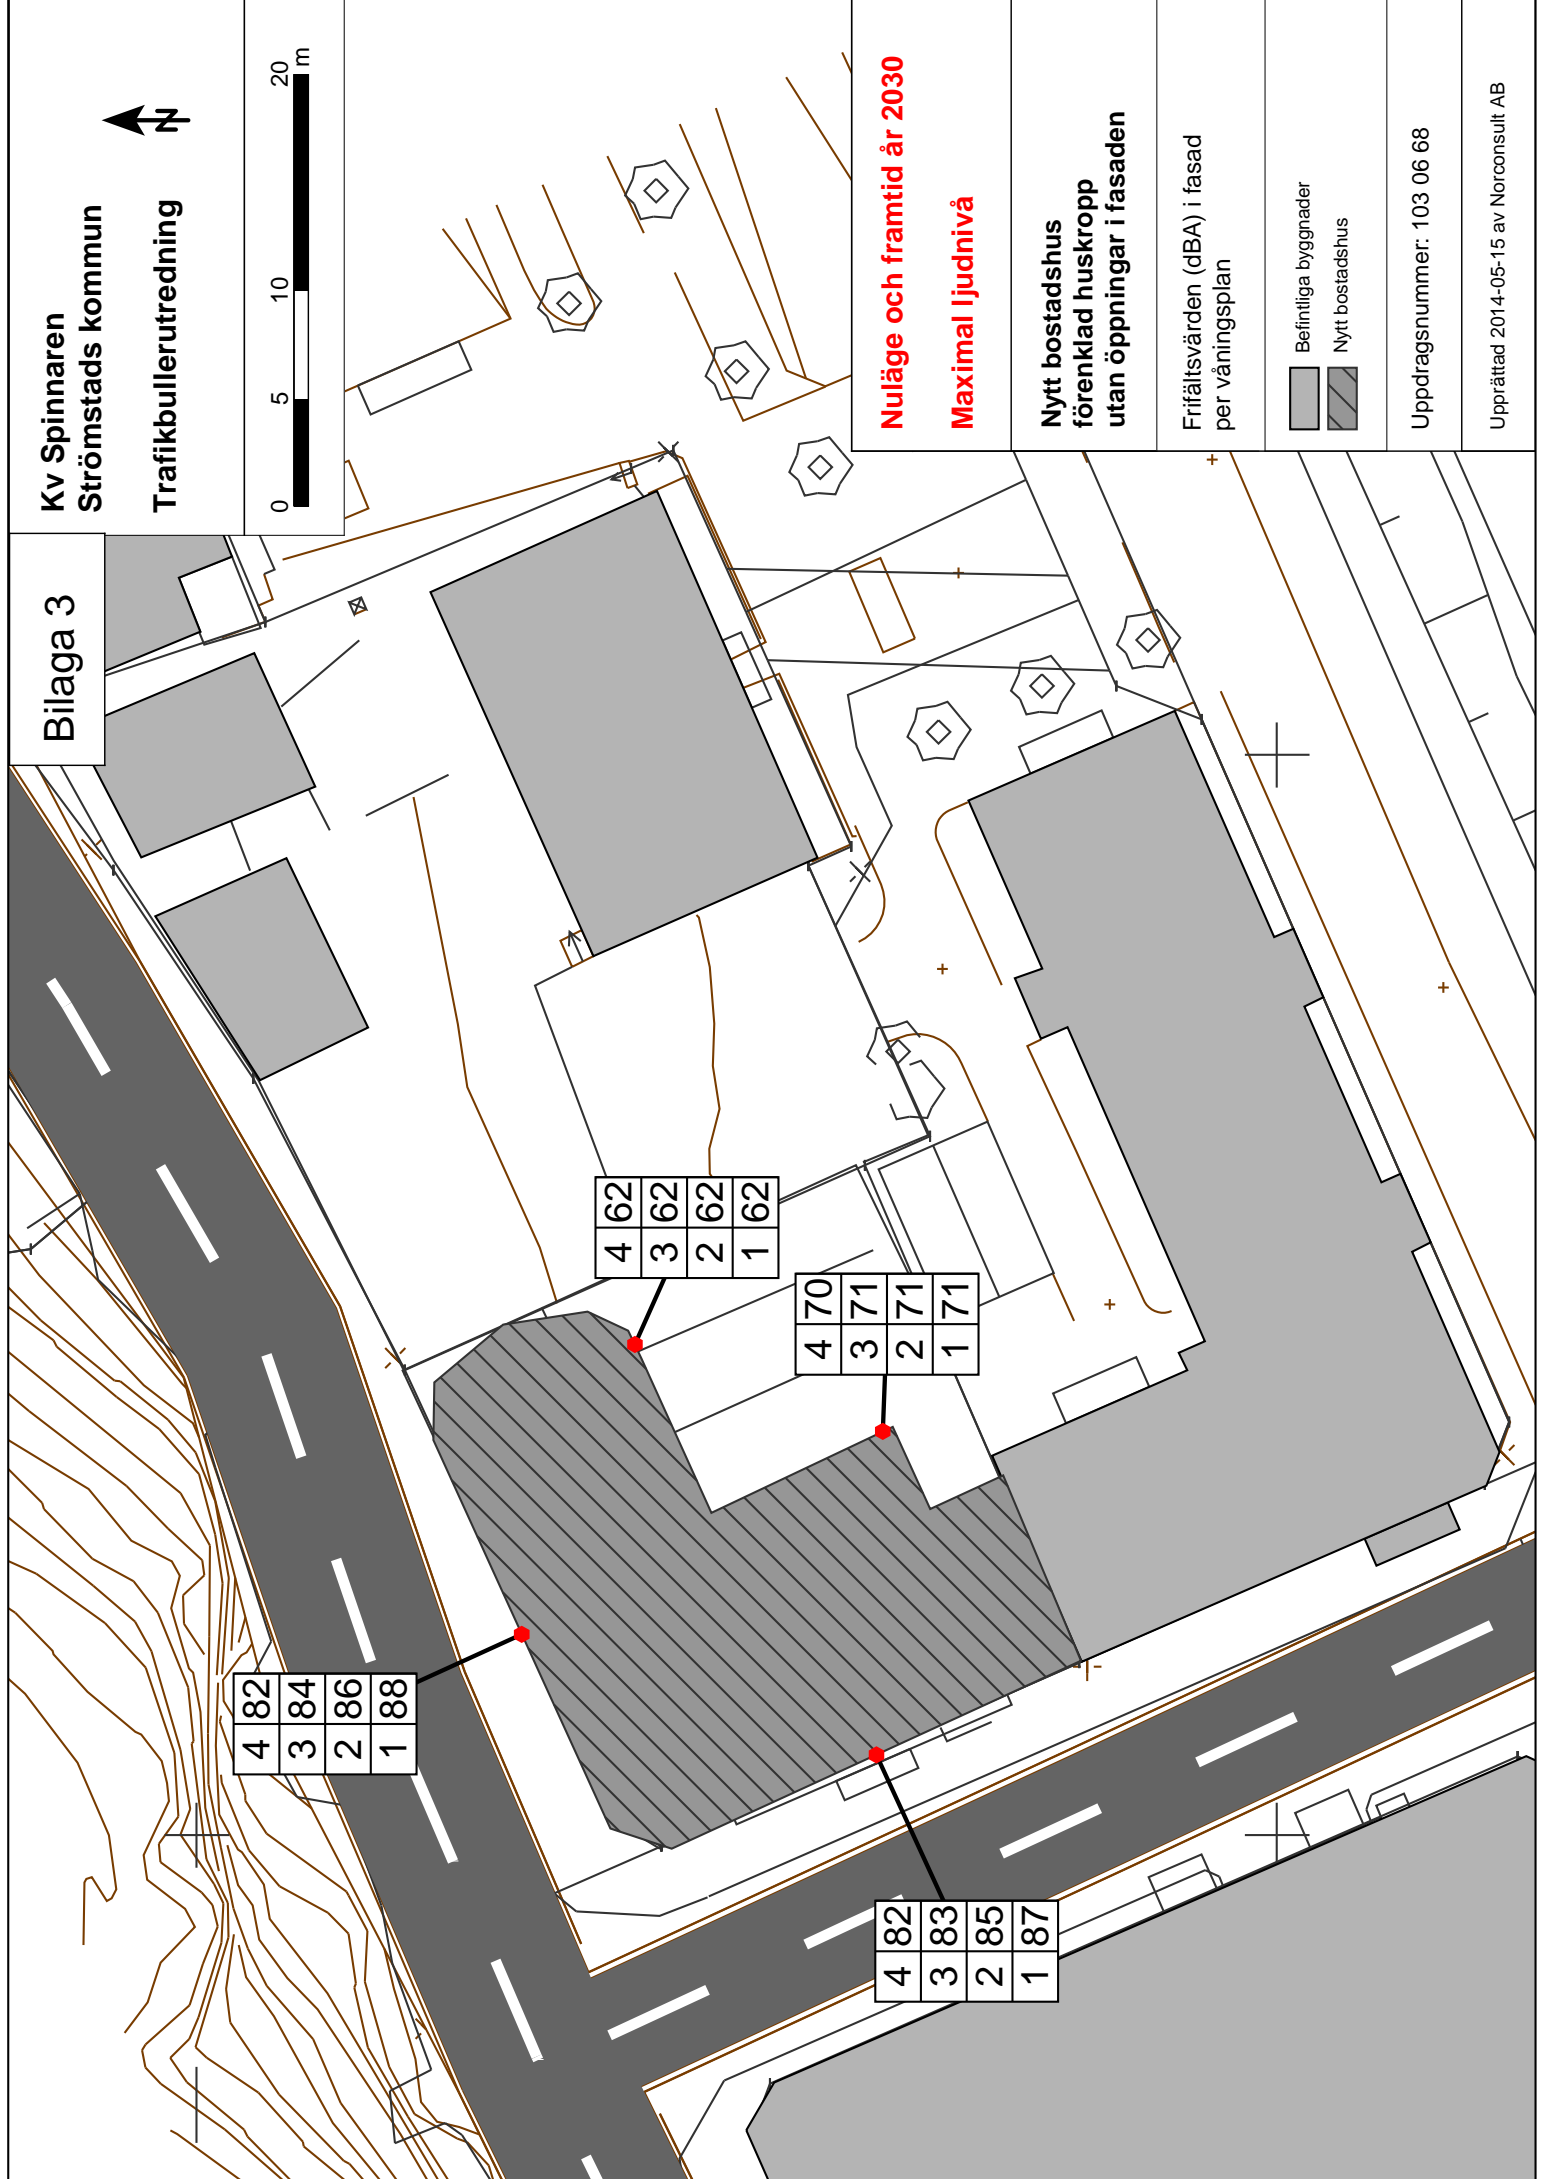 Bilaga 3
Kv Spinnaren
Strömstads kommun
Trafikbullerutredning
N
0 5 10 20
m
4 82
3 84
2 86
1 88
4 62
3 62
2 62
1 62
4 70
3 71
2 71
1 71
4 82
3 83
2 85
1 87
Nuläge och framtid år 2030
Maximal ljudnivå
Nytt bostadshus
förenklad huskropp
utan öppningar i fasaden
Frifältsvärden (dBA) i fasad
per våningsplan
Befintliga byggnader
Nytt bostadshus
Uppdragsnummer: 103 06 68
Upprättad 2014-05-15 av Norconsult AB